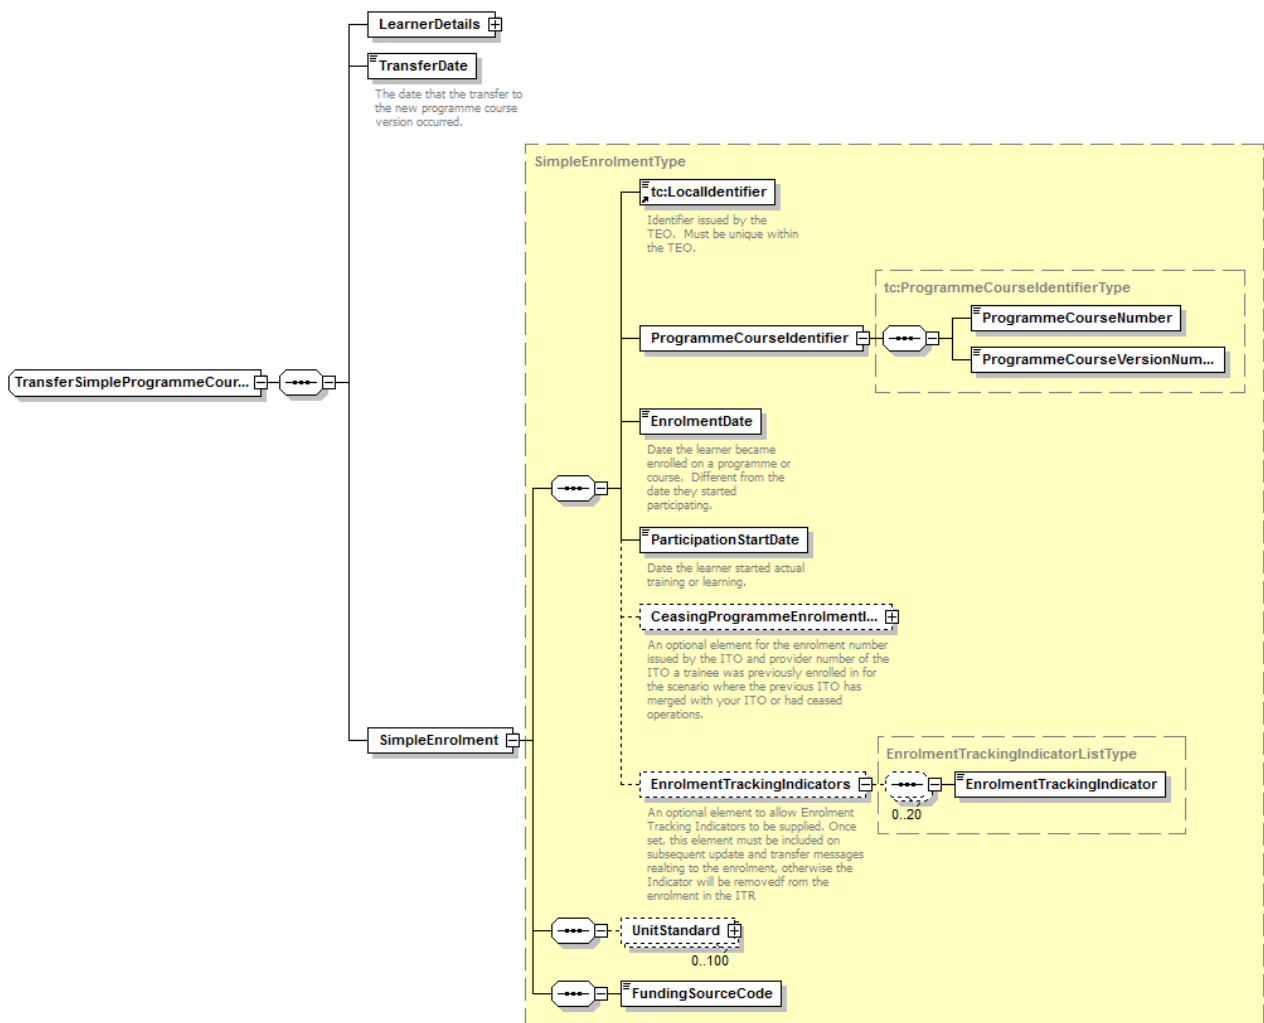 LearnerDetails
TransferDate
The date that the transfer to
the new programme course
version occurred.
SimpleEnrolmentType
tc:LocalIdentifier
Identifier issued by the
TEO.  Must be unique within
the TEO.
tc:ProgrammeCourseIdentifierType
ProgrammeCourseNumber
ProgrammeCourseIdentifier
ProgrammeCourseVersionNum...
TransferSimpleProgrammeCour...
EnrolmentDate
Date the learner became
enrolled on a programme or
course.  Different from the
date they started
participating.
ParticipationStartDate
Date the learner started actual
training or learning.
CeasingProgrammeEnrolmentI...
An optional element for the enrolment number
issued by the ITO and provider number of the
ITO a trainee was previously enrolled in for
the scenario where the previous ITO has
merged with your ITO or had ceased
operations.
SimpleEnrolment
EnrolmentTrackingIndicatorListType
EnrolmentTrackingIndicators
EnrolmentTrackingIndicator
0..20
An optional element to allow Enrolment
Tracking Indicators to be supplied. Once
set, this element must be included on
subsequent update and transfer messages
realting to the enrolment, otherwise the
Indicator will be removedf rom the
enrolment in the ITR
UnitStandard
0..100
FundingSourceCode